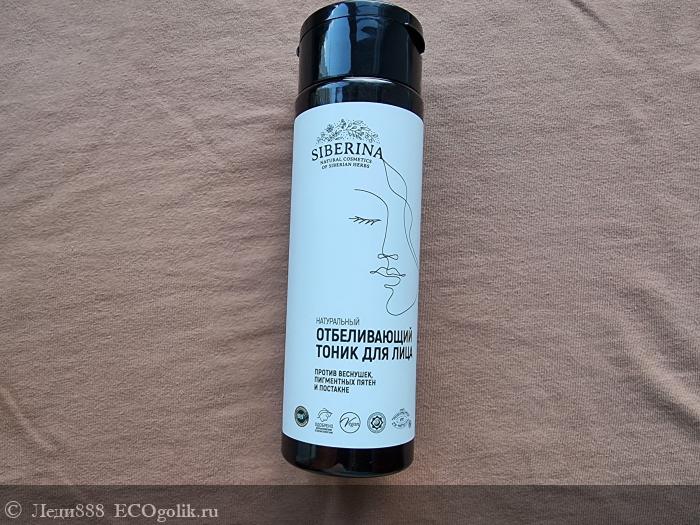 SIBERINA
NATURAL COSMETICS
OF SIBERIAN HERBS
НАТУРАЛЬНЫЙ
ОТБЕЛИВАЮЩИЙ
ТОНИК ДЛЯ ЛИЦА
ПРОТИВ ВЕСНУШЕК,
ПИГМЕНТНЫХ ПЯТЕН
И ПОСТАКНЕ
ОДОБРЕНО
Vegan
© Леди888 ECOgolik.ru